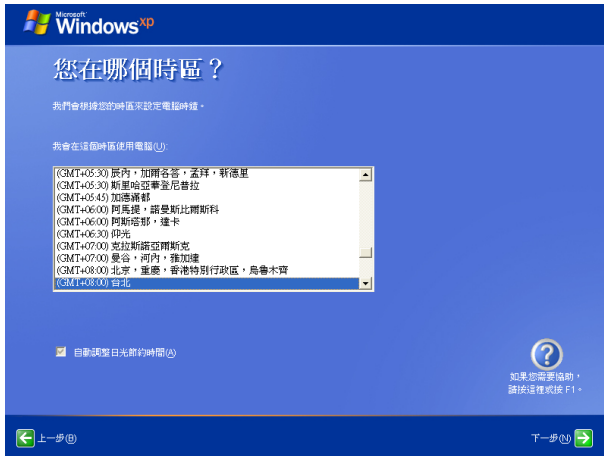 Microsoft
Windows xp
您在哪個時區？
我們會根據您的時區來設定電腦時鐘。
我會在這個時區使用電腦(U):
(GMT+05:30) 辰內，加爾各答，孟拜，新德里
(GMT+05:30) 斯里哈亞華登尼普拉
(GMT+05:45) 加德滿都
(GMT+06:00) 阿馬提，諾曼斯比爾斯科
(GMT+06:00) 阿斯塔那，達卡
(GMT+06:30) 仰光
(GMT+07:00) 克拉斯諾亞爾斯克
(GMT+07:00) 曼谷，河內，雅加達
(GMT+08:00) 北京，重慶，香港特別行政區，烏魯木齊
(GMT+08:00) 台北
自動調整日光節約時間(A)
如果您需要協助，
請按這裡或按 F1。
上一步(B)
下一步(N)